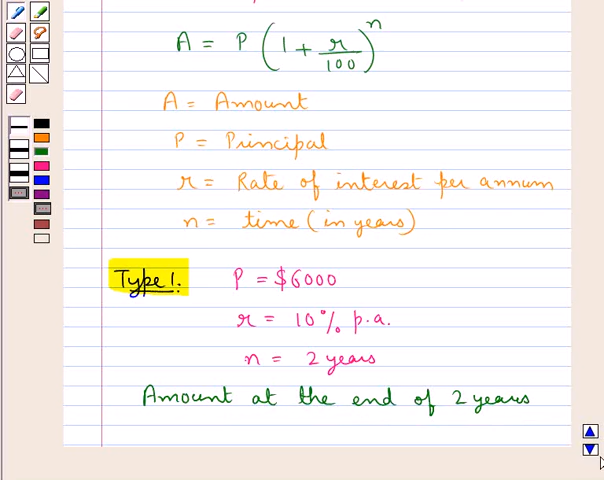 A = P (1 + r/100)^n
A = Amount
P = Principal
r = Rate of interest per annum
n = time (in years)
Type 1. P = $6000
r = 10% p.a.
n = 2 years
Amount at the end of 2 years